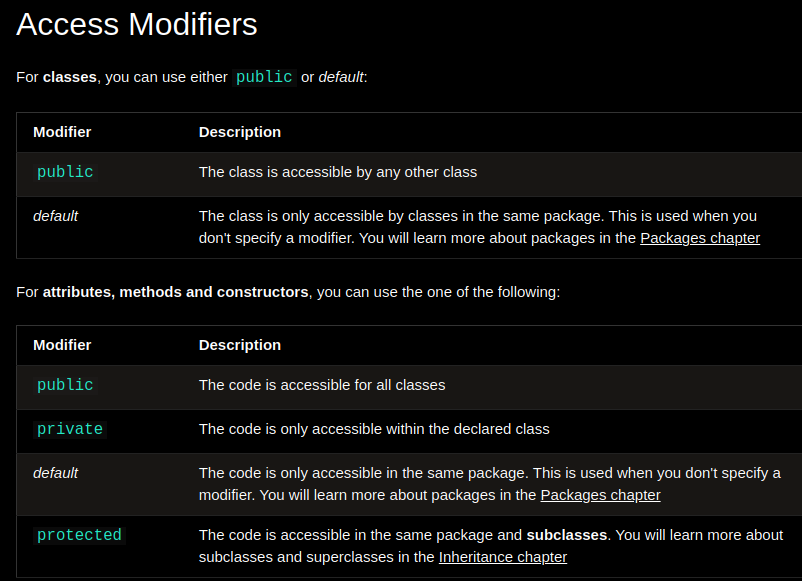 Access Modifiers
For classes, you can use either public or default:
Modifier Description
public The class is accessible by any other class
default The class is only accessible by classes in the same package. This is used when you
don't specify a modifier. You will learn more about packages in the Packages chapter
For attributes, methods and constructors, you can use the one of the following:
Modifier Description
public The code is accessible for all classes
private The code is only accessible within the declared class
default The code is only accessible in the same package. This is used when you don't specify a
modifier. You will learn more about packages in the Packages chapter
protected The code is accessible in the same package and subclasses. You will learn more about
subclasses and superclasses in the Inheritance chapter